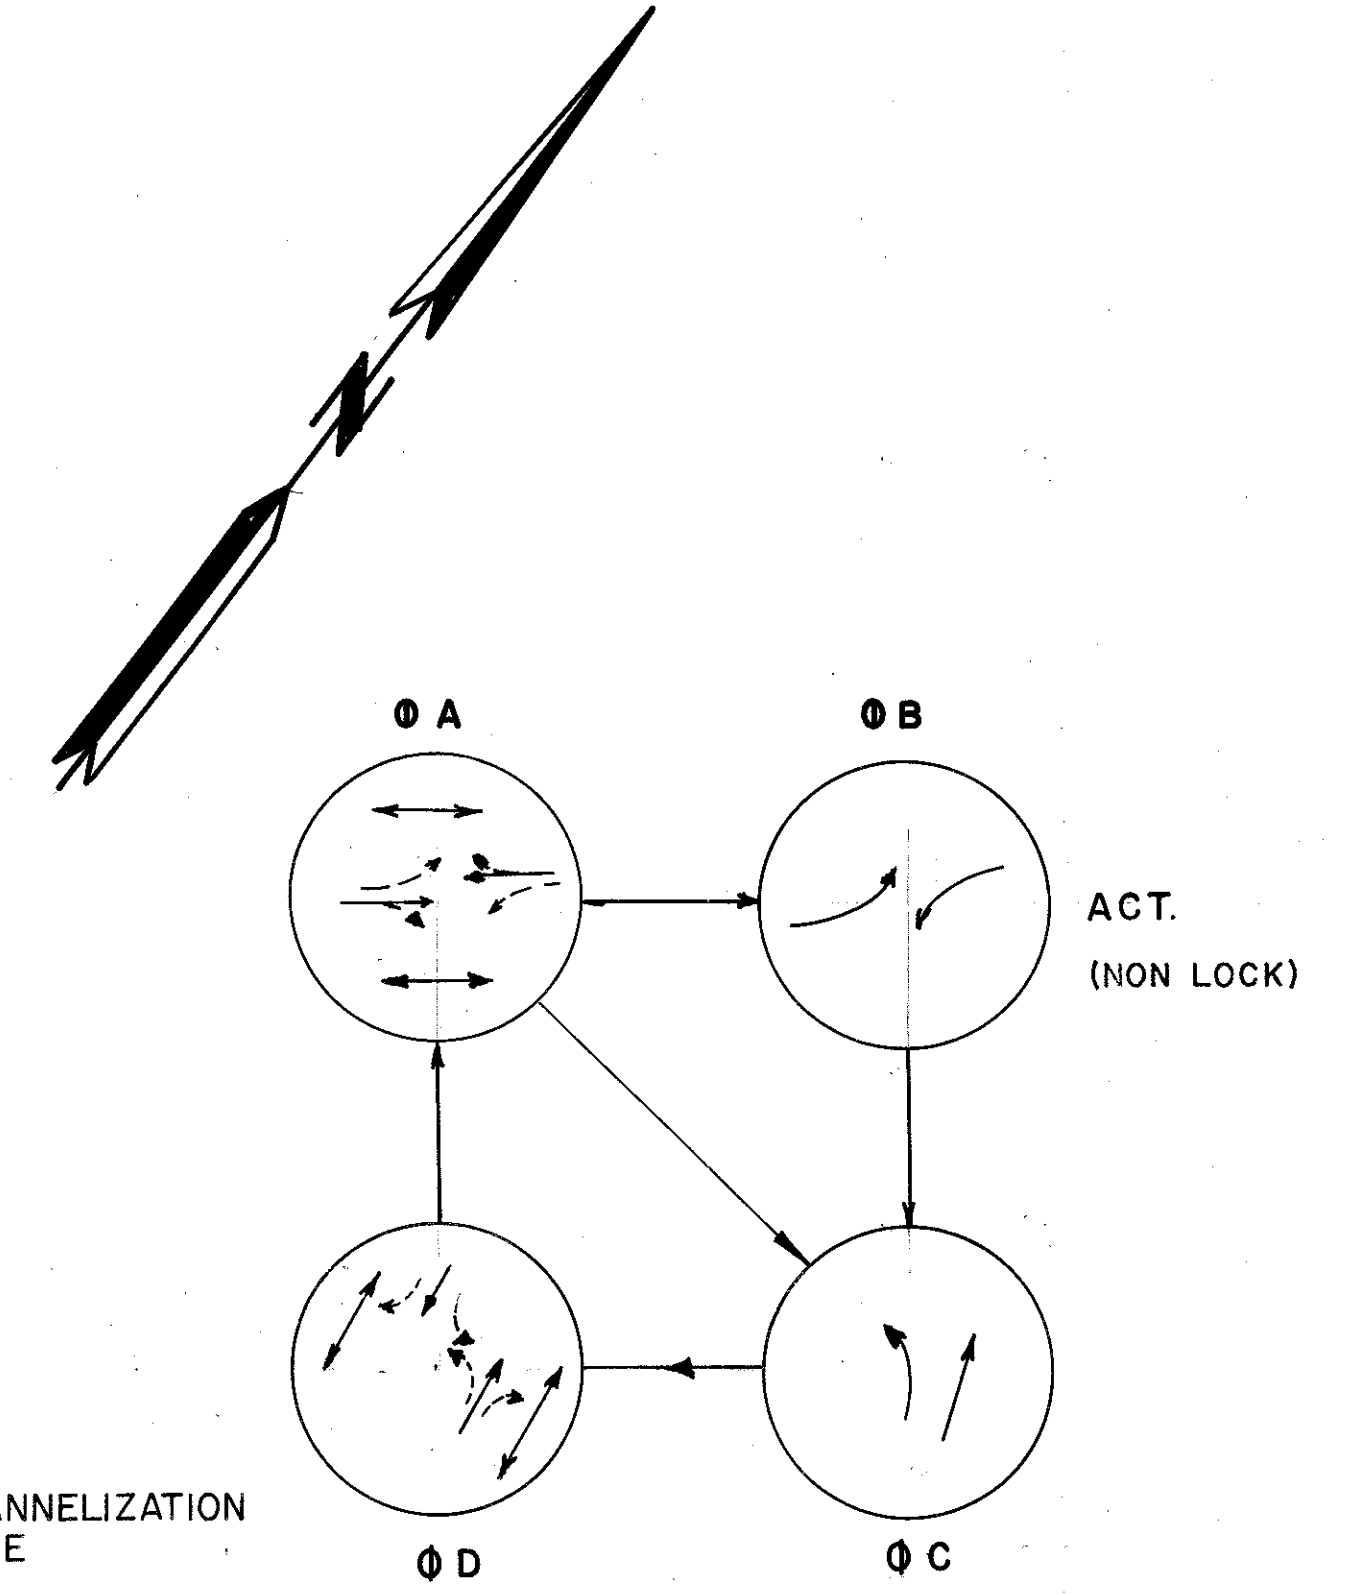 N
Φ A
Φ B
ACT.
(NON LOCK)
ANNELIZATION
E
Φ D
Φ C